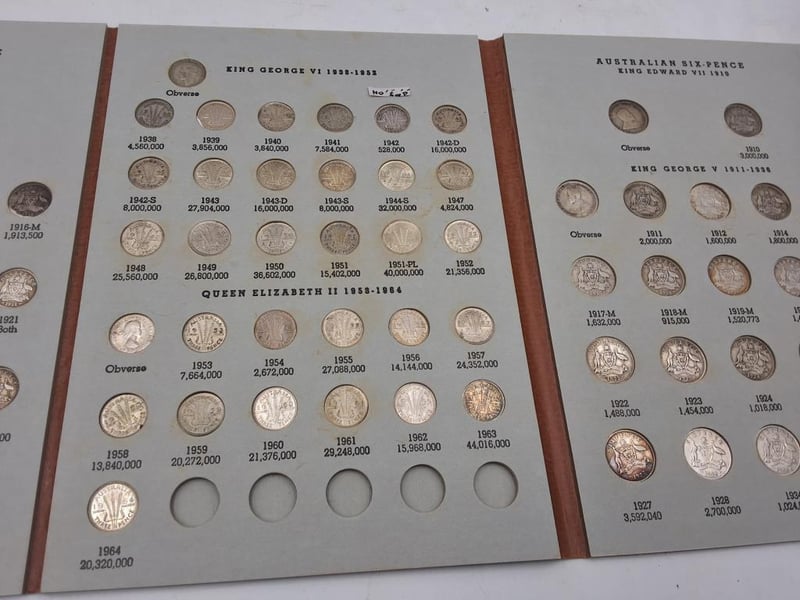 1916-M
1,913,500
1921
KING GEORGE VI 1938-1952
Obverse
NO
1938 1939 1940 1941 1942 1942-D
4,560,000 3,856,000 3,840,000 7,584,000 528,000 16,000,000
1942-S 1943 1943-D 1943-S 1944-S 1947
8,000,000 27,904,000 16,000,000 8,000,000 32,000,000 4,824,000
1948 1949 1950 1951 1951-PL 1952
25,560,000 26,800,000 36,602,000 15,402,000 40,000,000 21,356,000
QUEEN ELIZABETH II 1953-1964
Obverse 1953 1954 1955 1956 1957
7,664,000 2,672,000 27,088,000 14,144,000 24,352,000
1958 1959 1960 1961 1962 1963
13,840,000 20,272,000 21,376,000 29,248,000 15,968,000 44,016,000
1964
20,320,000
AUSTRALIAN SIX-PENCE
KING EDWARD VII 1910
Obverse 1910
3,000,000
KING GEORGE V 1911-1936
Obverse 1911 1912 1914
2,000,000 1,600,000 1,800,000
1917-M 1918-M 1919-M
1,632,000 915,000 1,520,773
1922 1923 1924
1,488,000 1,454,000 1,018,000
1927 1928
3,592,040 2,700,000